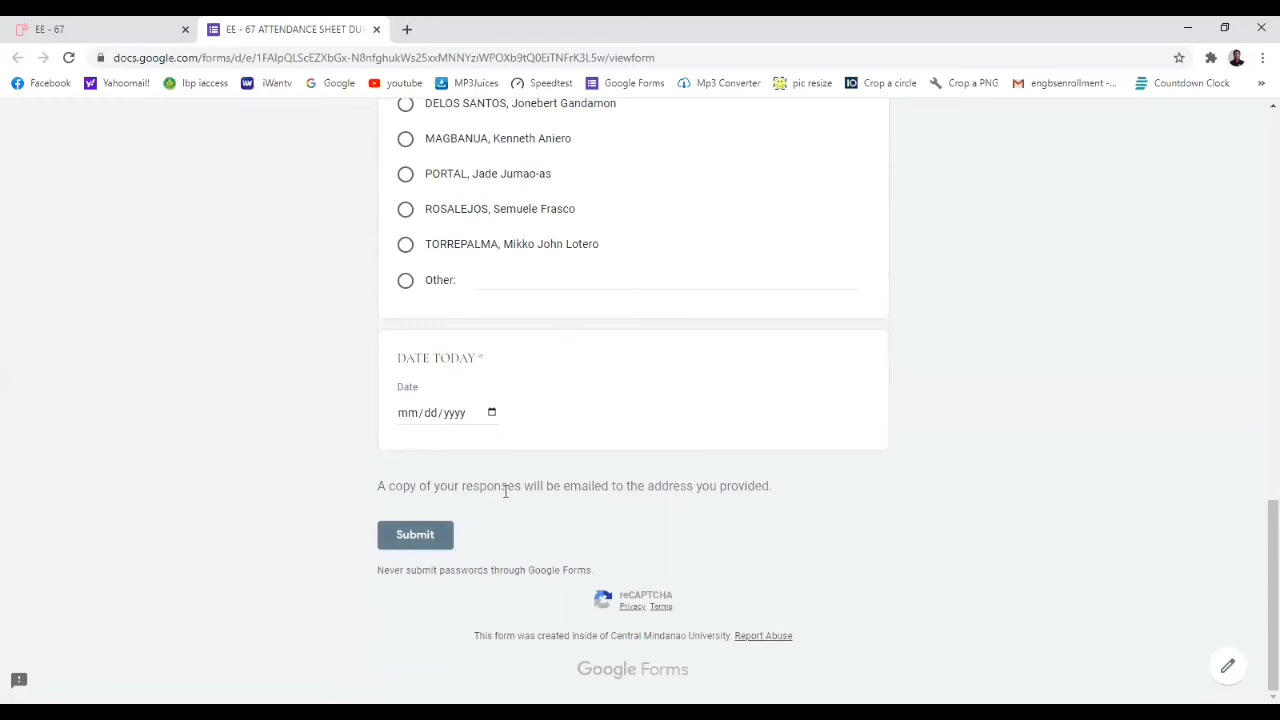 EE - 67
EE - 67 ATTENDANCE SHEET DU
docs.google.com/forms/d/e/1FAIpQLScEZXbGx-N8nfghukWs25xxMNNYziWPOXb9tQ0EiTNFrK3L5w/viewform
Facebook Yahoomail! lbp iaccess iWantv Google youtube MP3Juices Speedtest Google Forms Mp3 Converter pic resize Crop a circle Crop a PNG engbsenrollment -... Countdown Clock »
DELOS SANTOS, Jonebert Gandamon
MAGBANUA, Kenneth Aniero
PORTAL, Jade Jumao-as
ROSALEJOS, Semuele Frasco
TORREPALMA, Mikko John Lotero
Other:
DATE TODAY *
Date
mm/dd/yyyy
A copy of your responses will be emailed to the address you provided.
Submit
Never submit passwords through Google Forms.
reCAPTCHA
Privacy Terms
This form was created inside of Central Mindanao University. Report Abuse
Google Forms